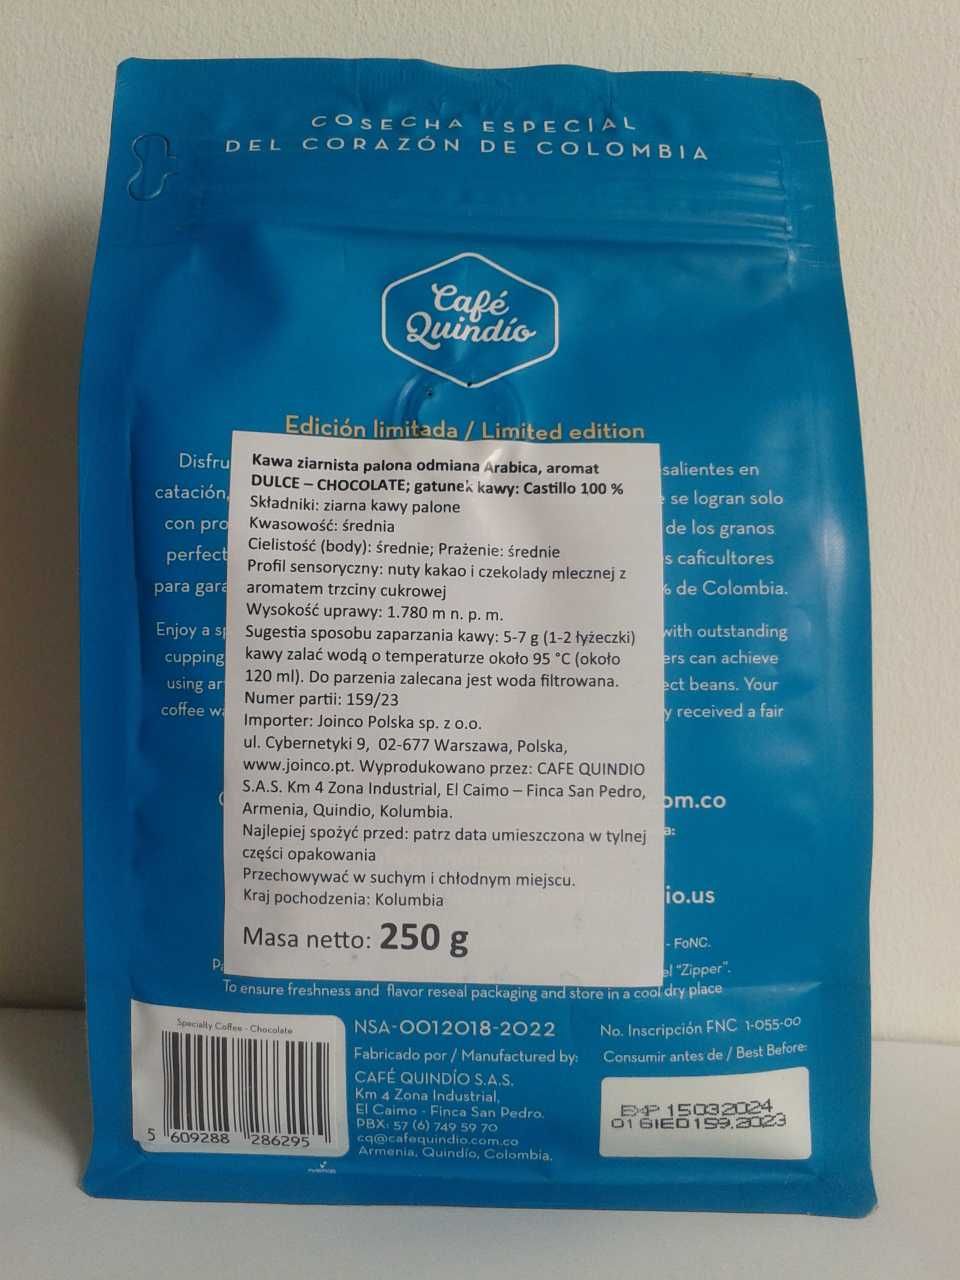 COSECHA ESPECIAL
DEL CORAZÓN DE COLOMBIA
Café
Quindío
Edición limitada / Limited edition
Kawa ziarnista palona odmiana Arabica, aromat
DULCE – CHOCOLATE; gatunek kawy: Castillo 100 %
Składniki: ziarna kawy palone
Kwasowość: średnia
Cielistość (body): średnie; Prażenie: średnie
Profil sensoryczny: nuty kakao i czekolady mlecznej z
aromatem trzciny cukrowej
Wysokość uprawy: 1.780 m n. p. m.
Sugestia sposobu zaparzania kawy: 5-7 g (1-2 łyżeczki)
kawy zalać wodą o temperaturze około 95 °C (około
120 ml). Do parzenia zalecana jest woda filtrowana.
Numer partii: 159/23
Importer: Joinco Polska sp. z o.o.
ul. Cybernetyki 9, 02-677 Warszawa, Polska,
www.joinco.pt. Wyprodukowano przez: CAFE QUINDIO
S.A.S. Km 4 Zona Industrial, El Caimo – Finca San Pedro,
Armenia, Quindio, Kolumbia.
Najlepiej spożyć przed: patrz data umieszczona w tylnej
części opakowania
Przechowywać w suchym i chłodnym miejscu.
Kraj pochodzenia: Kolumbia
Masa netto: 250 g
salientes en
catación, se logran solo
con de los granos
caficultores
para de Colombia.
Enjoy a with outstanding
cupping can achieve
using beans. Your
coffee received a fair
om.co
io.us
- FoNC.
"Zipper".
To ensure freshness and flavor reseal packaging and store in a cool dry place
Specialty Coffee - Chocolate
5 609288 286295
NSA-0012018-2022
Fabricado por / Manufactured by:
CAFÉ QUINDÍO S.A.S.
Km 4 Zona Industrial,
El Caimo - Finca San Pedro.
PBX: 57 (6) 749 59 70
cq@cafequindio.com.co
Armenia, Quindío, Colombia.
No. Inscripción FNC 1-055-00
Consumir antes de / Best Before:
EXP 15032024
016IE0159.2023